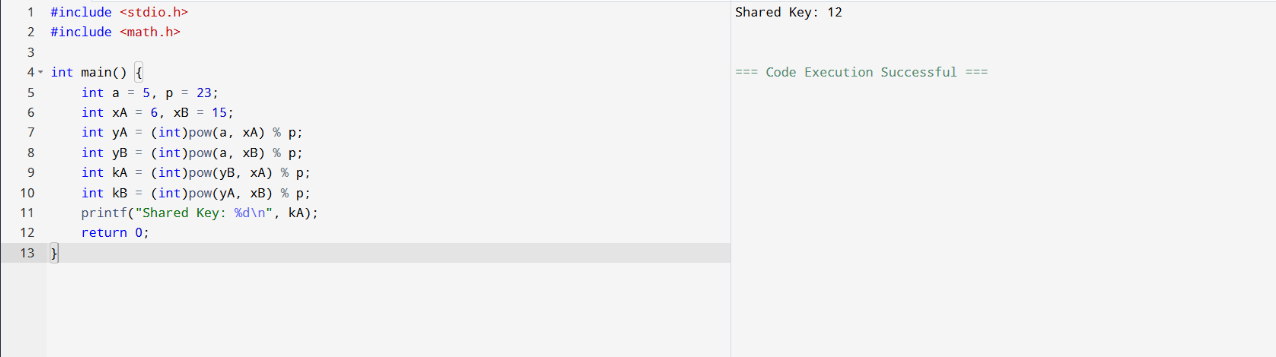 1 #include <stdio.h>
2 #include <math.h>
3
4 int main() {
5 int a = 5, p = 23;
6 int xA = 6, xB = 15;
7 int yA = (int)pow(a, xA) % p;
8 int yB = (int)pow(a, xB) % p;
9 int kA = (int)pow(yB, xA) % p;
10 int kB = (int)pow(yA, xB) % p;
11 printf("Shared Key: %d\n", kA);
12 return 0;
13 }
Shared Key: 12
=== Code Execution Successful ===